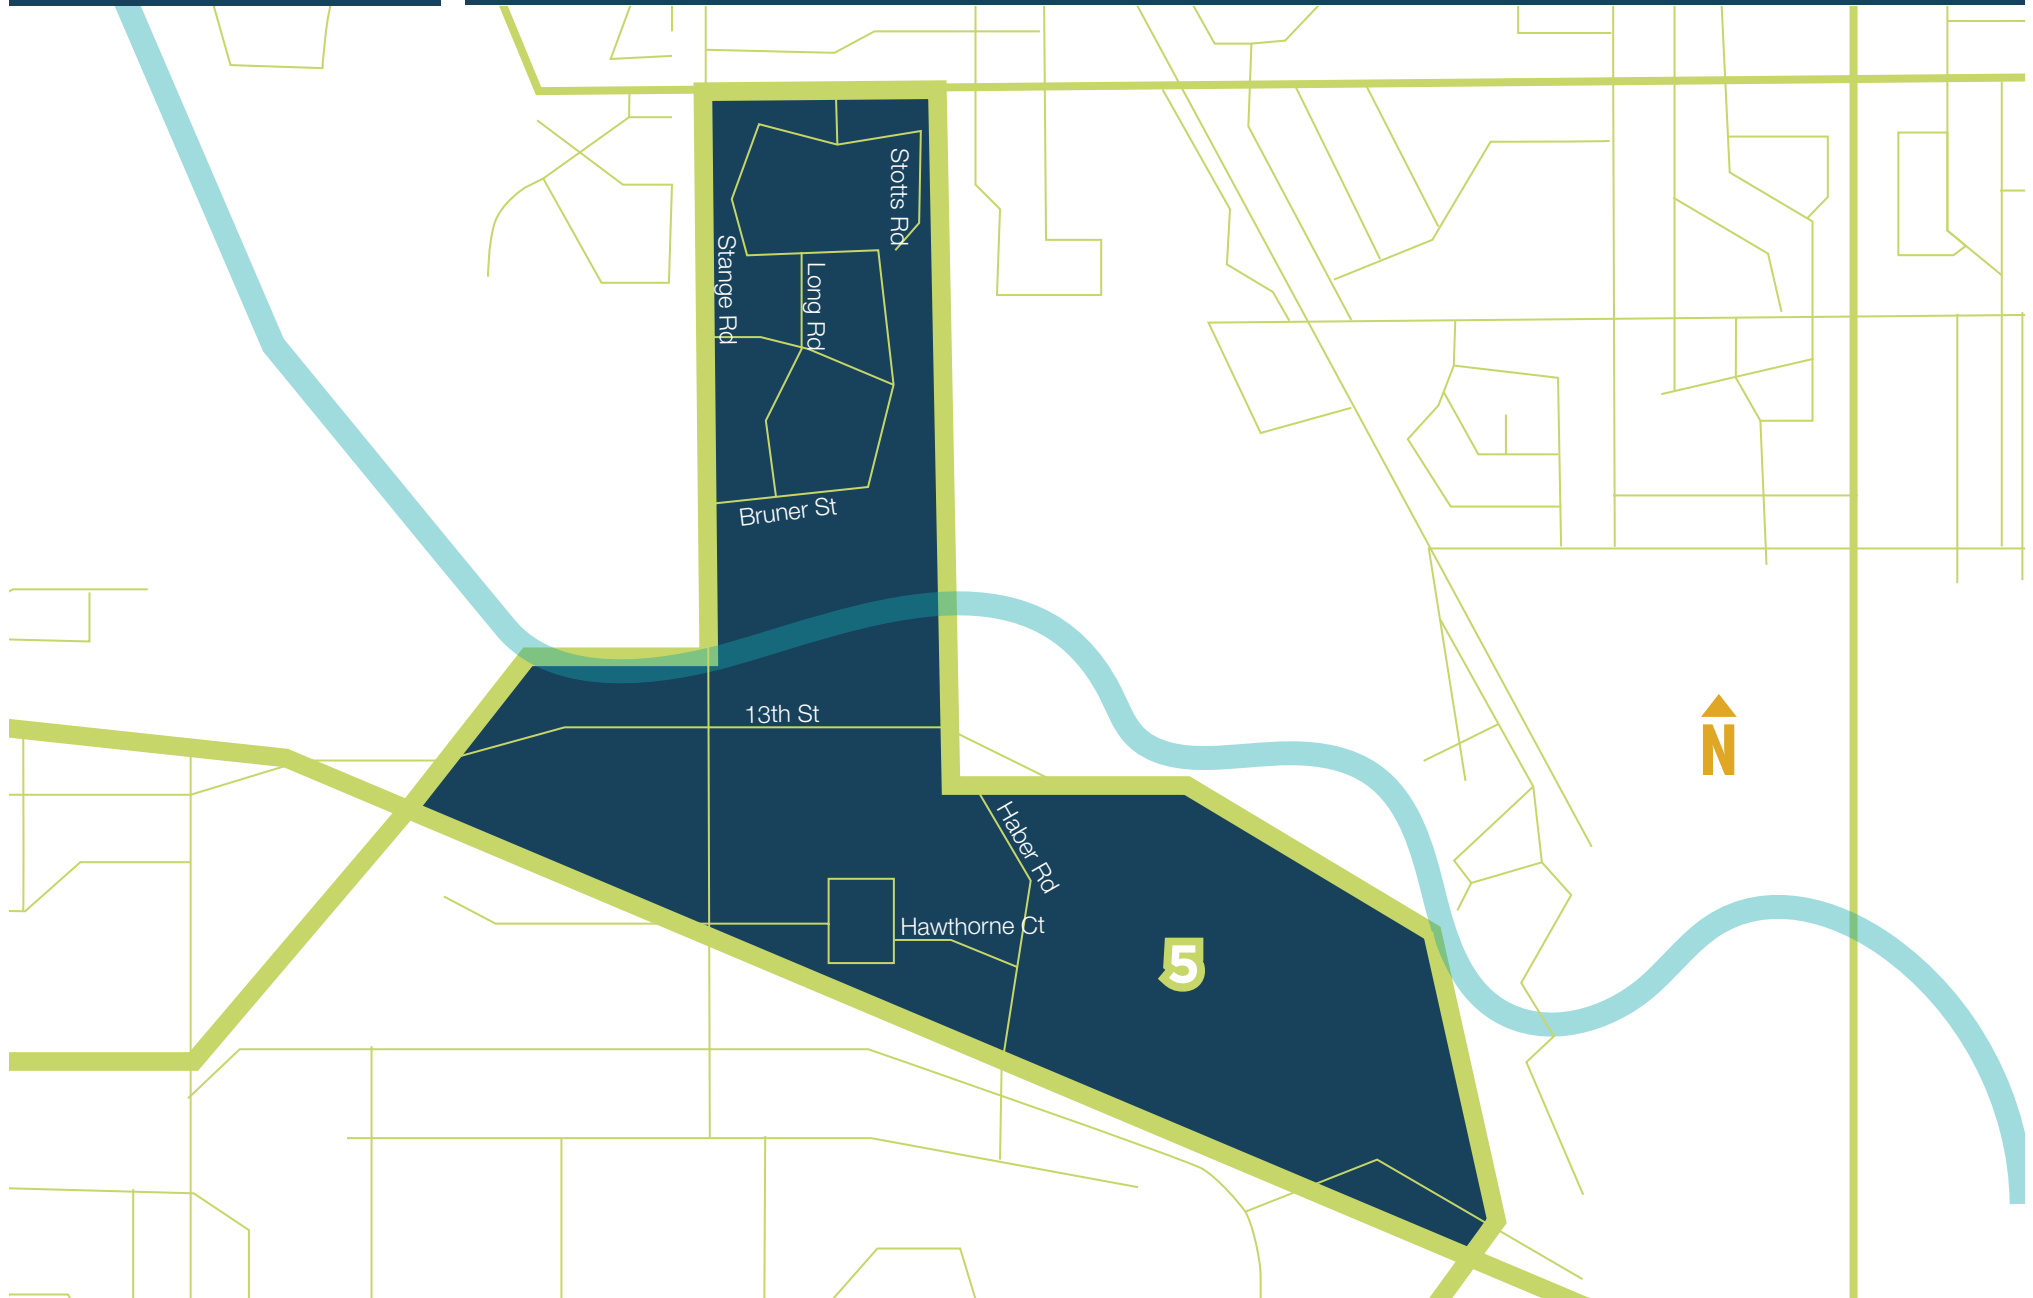 Stotts Rd
Stange Rd
Long Rd
Bruner St
13th St
N
Haber Rd
Hawthorne Ct
5